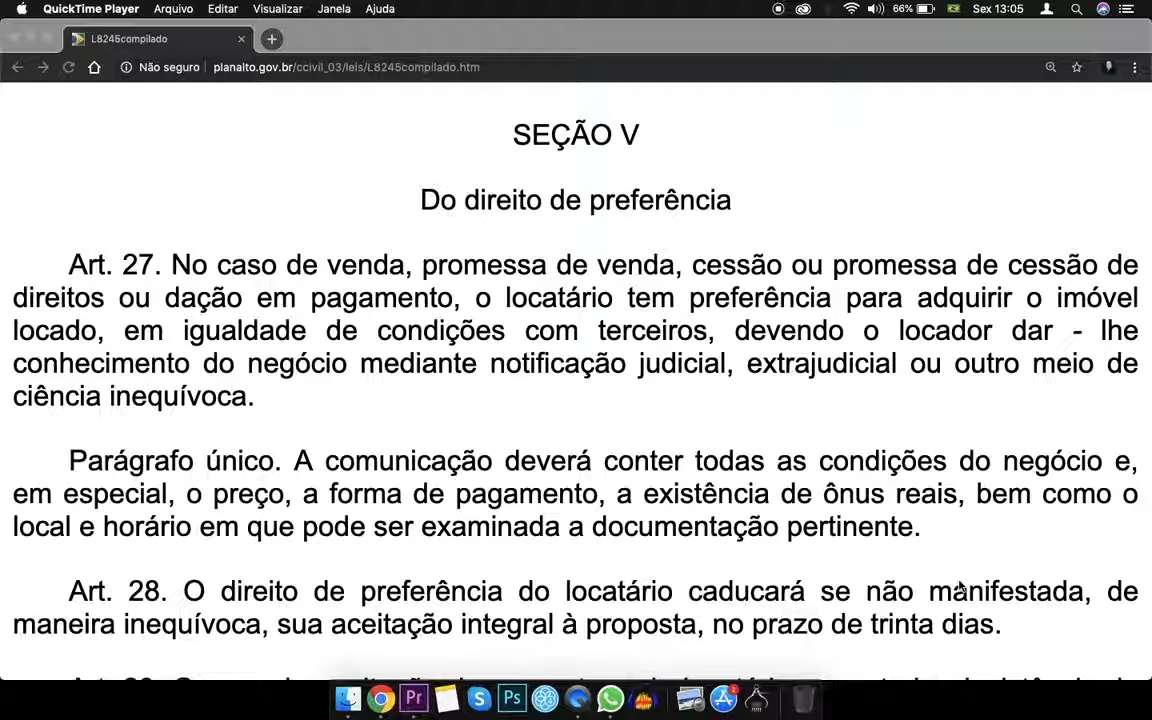 QuickTime Player Arquivo Editar Visualizar Janela Ajuda 66% Sex 13:05
L8245compilado
Não seguro planalto.gov.br/ccivil_03/leis/L8245compilado.htm
SEÇÃO V
Do direito de preferência
Art. 27. No caso de venda, promessa de venda, cessão ou promessa de cessão de
direitos ou dação em pagamento, o locatário tem preferência para adquirir o imóvel
locado, em igualdade de condições com terceiros, devendo o locador dar - lhe
conhecimento do negócio mediante notificação judicial, extrajudicial ou outro meio de
ciência inequívoca.
Parágrafo único. A comunicação deverá conter todas as condições do negócio e,
em especial, o preço, a forma de pagamento, a existência de ônus reais, bem como o
local e horário em que pode ser examinada a documentação pertinente.
Art. 28. O direito de preferência do locatário caducará se não manifestada, de
maneira inequívoca, sua aceitação integral à proposta, no prazo de trinta dias.
Pr S Ps 2